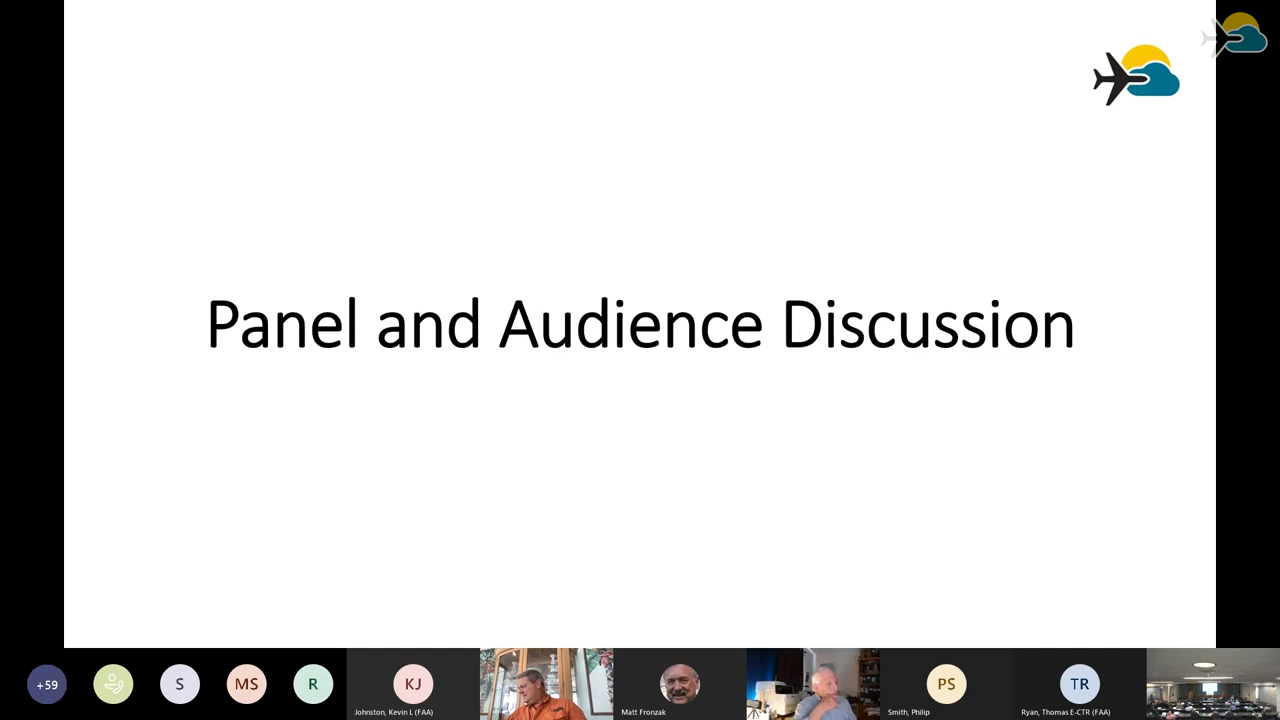 Panel and Audience Discussion
+59
S
MS
R
KJ
Johnston, Kevin L (FAA)
Matt Fronzak
PS
Smith, Philip
TR
Ryan, Thomas E-CTR (FAA)